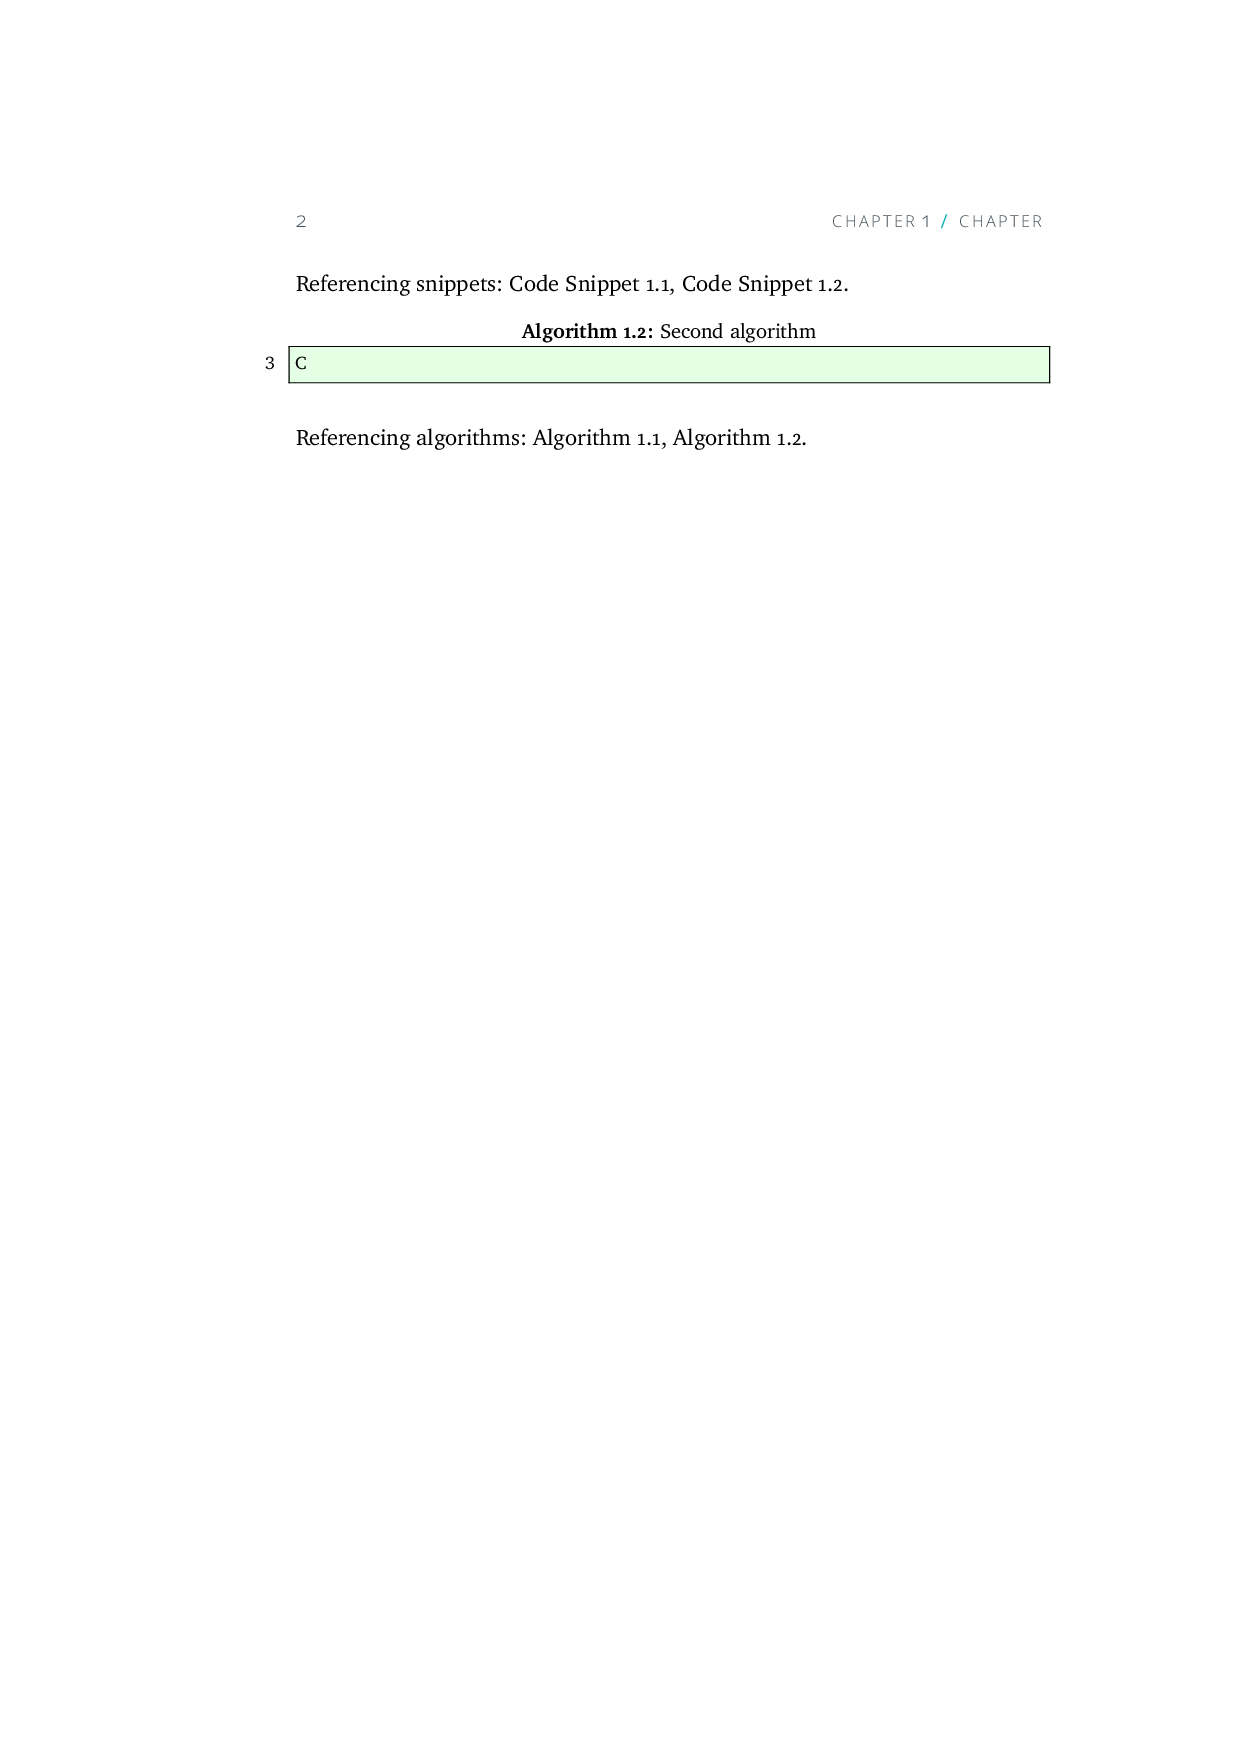 2 CHAPTER 1 / CHAPTER
Referencing snippets: Code Snippet 1.1, Code Snippet 1.2.
Algorithm 1.2: Second algorithm
3 C
Referencing algorithms: Algorithm 1.1, Algorithm 1.2.